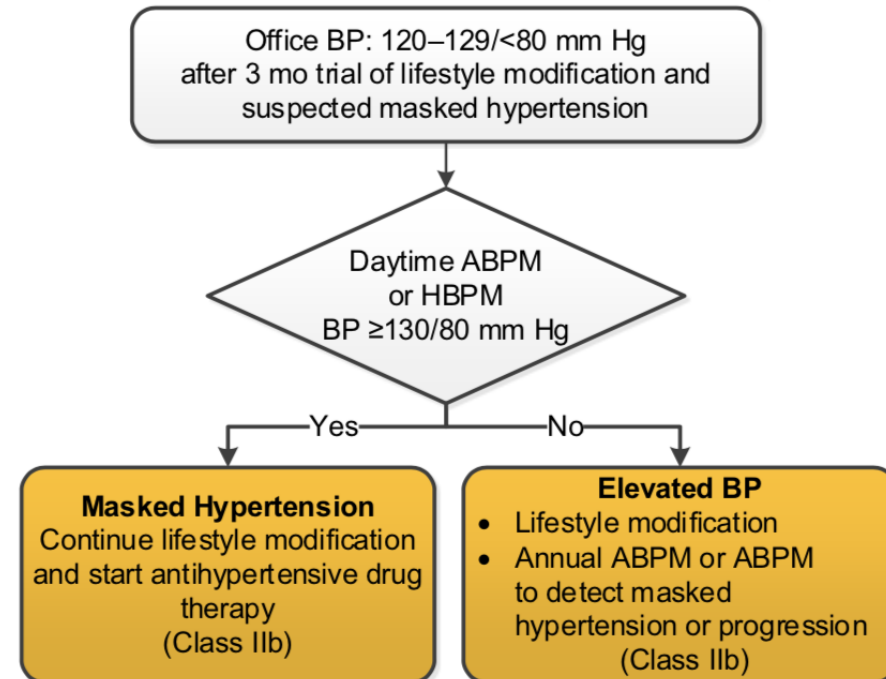 Office BP: 120–129/<80 mm Hg
after 3 mo trial of lifestyle modification and
suspected masked hypertension
Daytime ABPM
or HBPM
BP ≥130/80 mm Hg
Yes
No
Masked Hypertension
Continue lifestyle modification
and start antihypertensive drug
therapy
(Class IIb)
Elevated BP
• Lifestyle modification
• Annual ABPM or ABPM
to detect masked
hypertension or progression
(Class IIb)